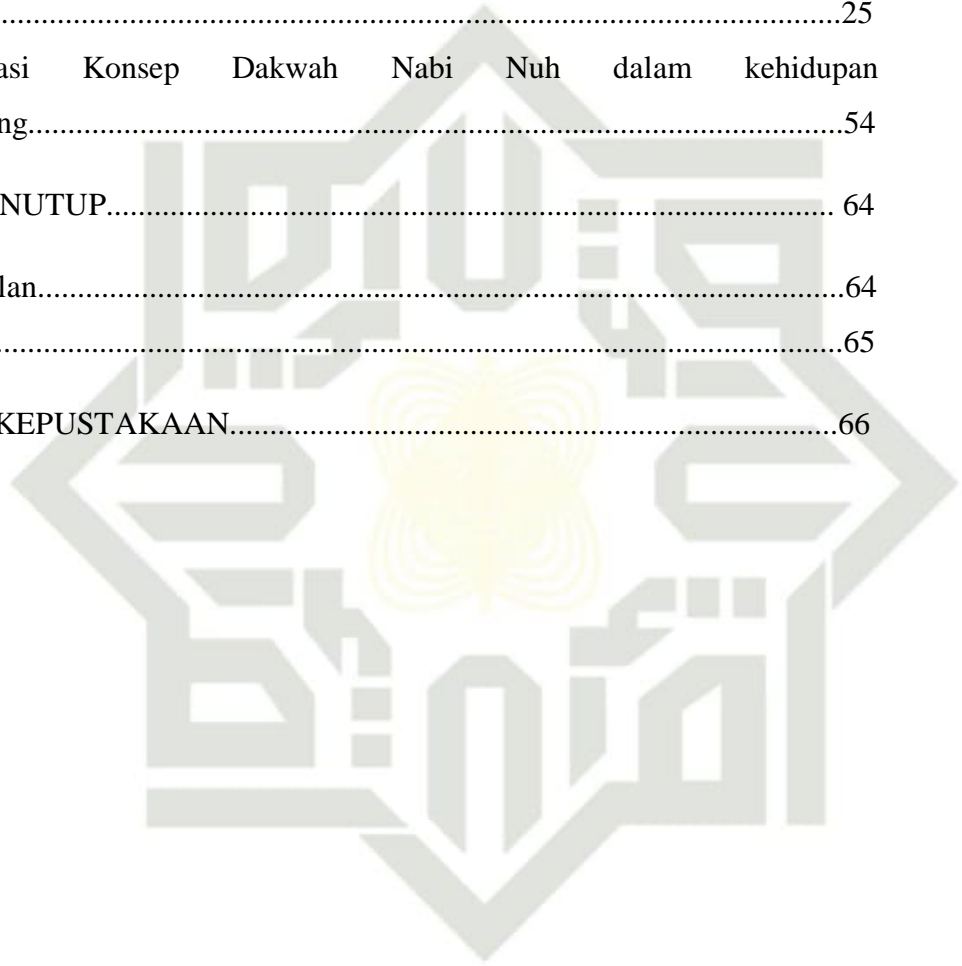 ...................................................................................................25
asi Konsep Dakwah Nabi Nuh dalam kehidupan
ng...............................................................................................54
NUTUP..................................................................................... 64
lan..............................................................................................64
...................................................................................................65
KEPUSTAKAAN.......................................................................66